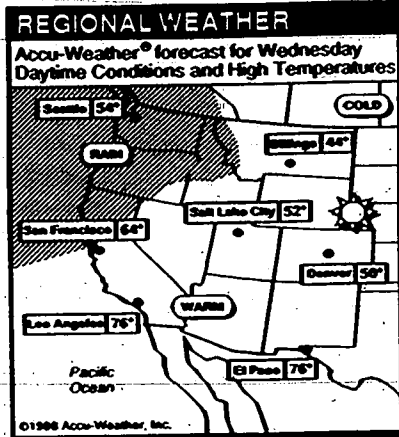 REGIONAL WEATHER
Accu-Weather® forecast for Wednesday
Daytime Conditions and High Temperatures
Seattle 54°
COLD
RAIN
Billings 44°
Salt Lake City 52°
San Francisco 64°
Denver 50°
WARM
Los Angeles 76°
El Paso 76°
Pacific
Ocean
©1988 Accu-Weather, Inc.